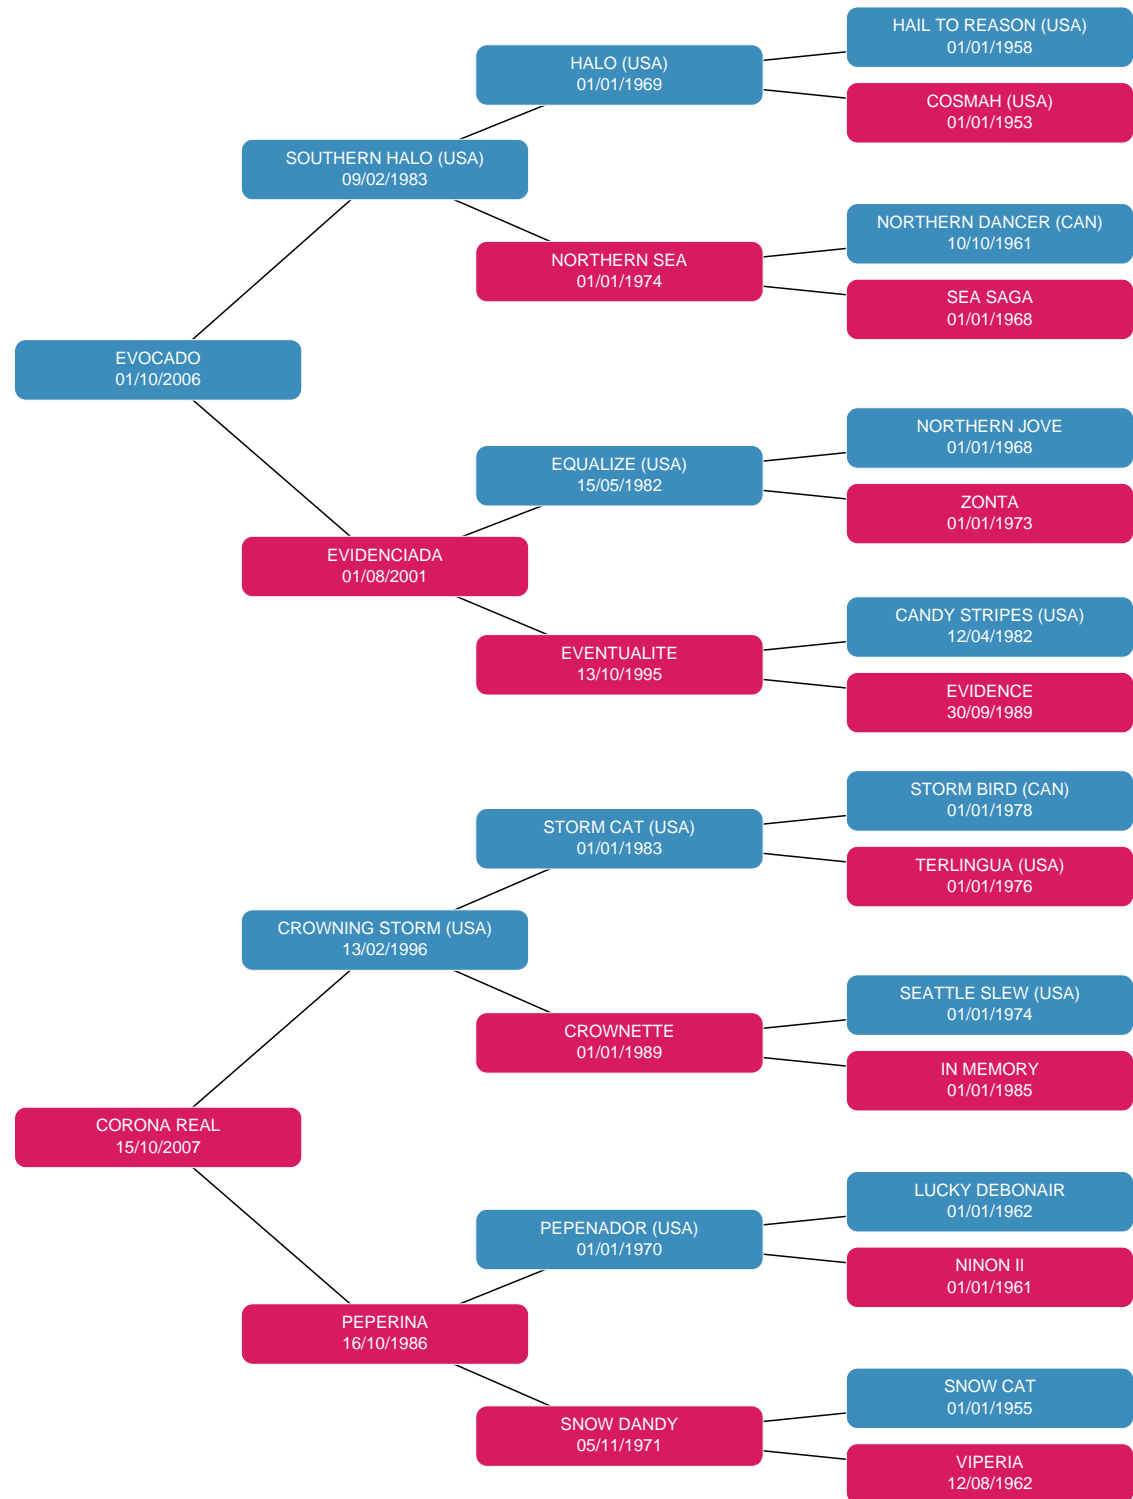 HAIL TO REASON (USA)
01/01/1958
HALO (USA)
01/01/1969
COSMAH (USA)
01/01/1953
SOUTHERN HALO (USA)
09/02/1983
NORTHERN DANCER (CAN)
10/10/1961
NORTHERN SEA
01/01/1974
SEA SAGA
01/01/1968
EVOCADO
01/10/2006
NORTHERN JOVE
01/01/1968
EQUALIZE (USA)
15/05/1982
ZONTA
01/01/1973
EVIDENCIADA
01/08/2001
CANDY STRIPES (USA)
12/04/1982
EVENTUALITE
13/10/1995
EVIDENCE
30/09/1989
STORM BIRD (CAN)
01/01/1978
STORM CAT (USA)
01/01/1983
TERLINGUA (USA)
01/01/1976
CROWNING STORM (USA)
13/02/1996
SEATTLE SLEW (USA)
01/01/1974
CROWNETTE
01/01/1989
IN MEMORY
01/01/1985
CORONA REAL
15/10/2007
LUCKY DEBONAIR
01/01/1962
PEPENADOR (USA)
01/01/1970
NINON II
01/01/1961
PEPERINA
16/10/1986
SNOW CAT
01/01/1955
SNOW DANDY
05/11/1971
VIPERIA
12/08/1962